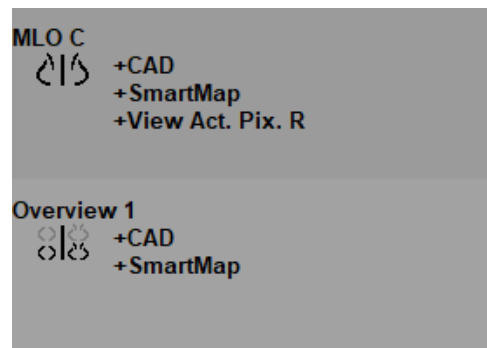 MLO C
+CAD
+SmartMap
+View Act. Pix. R
Overview 1
+CAD
+SmartMap